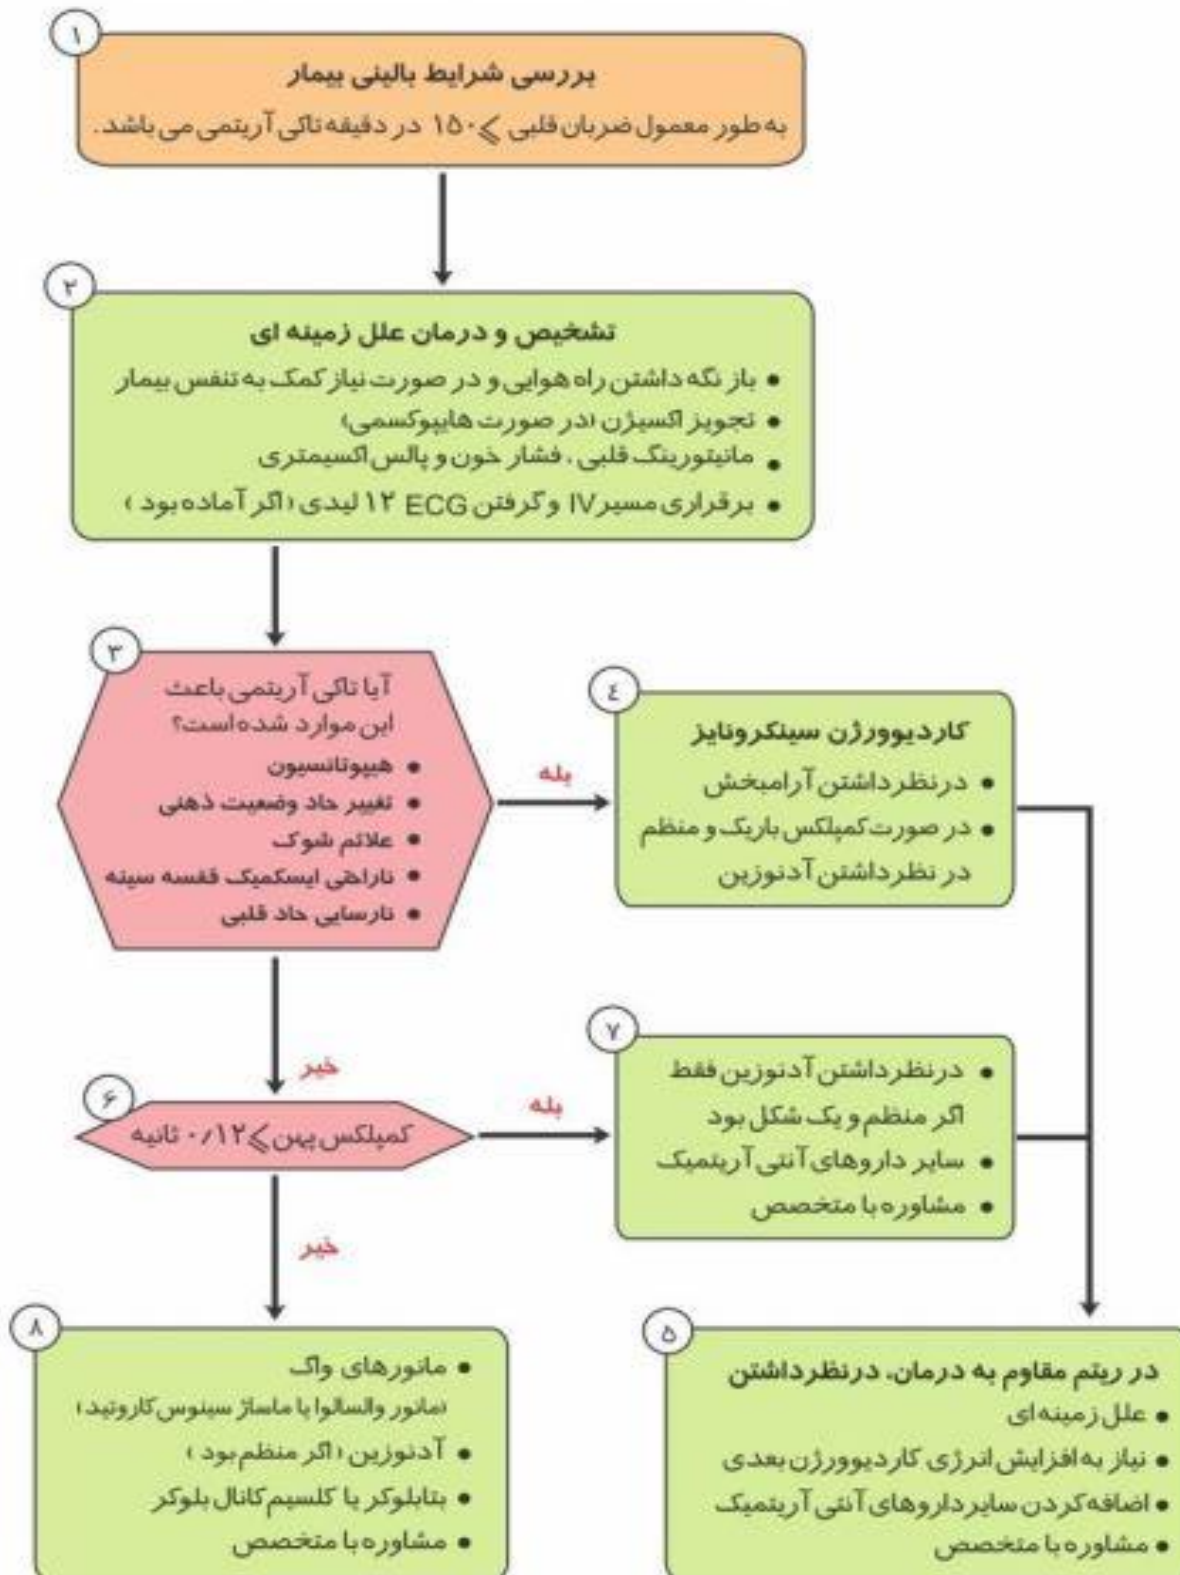 ۱
بررسی شرایط بالینی بیمار
به طور معمول ضربان قلبی ⩾۱۵۰ در دقیقه تاکی آریتمی می باشد.
۲
تشخیص و درمان علل زمینه ای
• باز نگه داشتن راه هوایی و در صورت نیاز کمک به تنفس بیمار
• تجویز اکسیژن (در صورت هایپوکسمی)
• مانیتورینگ قلبی، فشار خون و پالس اکسیمتری
• برقراری مسیر IV و گرفتن ECG ۱۲ لیدی (اگر آماده بود)
۳
آیا تاکی آریتمی باعث
این موارد شده است؟
• هیپوتانسیون
• تغییر حاد وضعیت ذهنی
• علائم شوک
• ناراحتی ایسکمیک قفسه سینه
• نارسایی حاد قلبی
بله
۴
کاردیوورژن سینکرونایز
• درنظر داشتن آرامبخش
• در صورت کمپلکس باریک و منظم
در نظر داشتن آدنوزین
خیر
۶
کمپلکس پهن ⩾۰/۱۲ ثانیه
بله
۷
• درنظر داشتن آدنوزین فقط
اگر منظم و یک شکل بود
• سایر داروهای آنتی آریتمیک
• مشاوره با متخصص
خیر
۸
• مانورهای واگ
(مانور والسالوا یا ماساژ سینوس کاروتید)
• آدنوزین (اگر منظم بود)
• بتابلوکر یا کلسیم کانال بلوکر
• مشاوره با متخصص
۵
در ریتم مقاوم به درمان، درنظر داشتن
• علل زمینه ای
• نیاز به افزایش انرژی کاردیوورژن بعدی
• اضافه کردن سایر داروهای آنتی آریتمیک
• مشاوره با متخصص